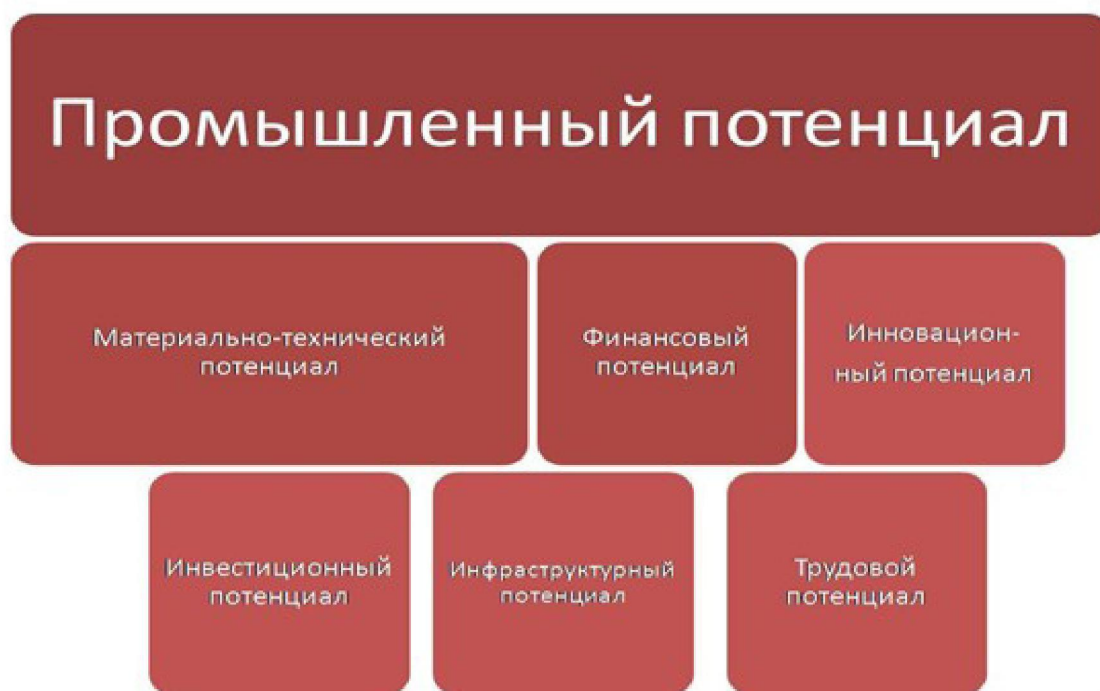 Промышленный потенциал
Материально-технический
потенциал
Финансовый
потенциал
Инновацион-
ный потенциал
Инвестиционный
потенциал
Инфраструктурный
потенциал
Трудовой
потенциал